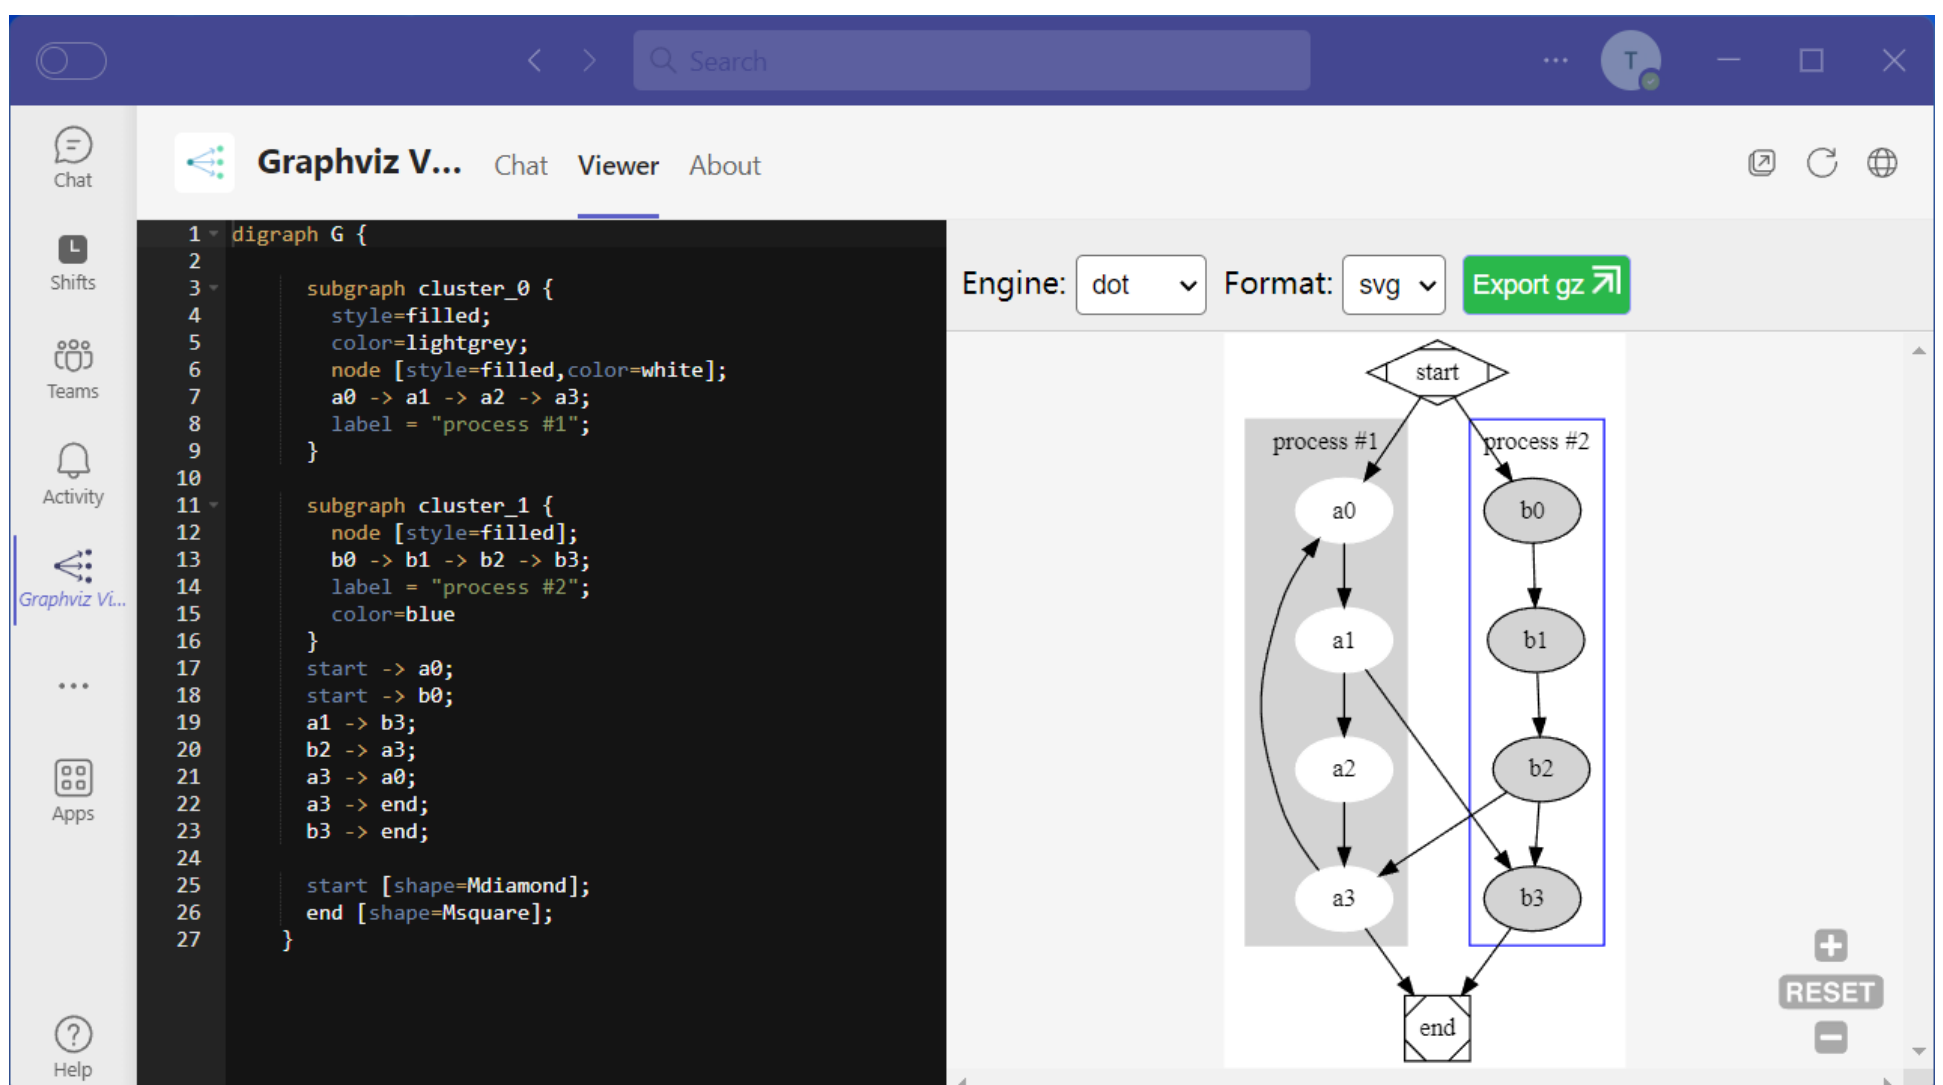 Search
T
Chat
Shifts
Teams
Activity
Graphviz Vi...
Apps
Help
Graphviz V... Chat Viewer About
1 digraph G {
2
3 subgraph cluster_0 {
4 style=filled;
5 color=lightgrey;
6 node [style=filled,color=white];
7 a0 -> a1 -> a2 -> a3;
8 label = "process #1";
9 }
10
11 subgraph cluster_1 {
12 node [style=filled];
13 b0 -> b1 -> b2 -> b3;
14 label = "process #2";
15 color=blue
16 }
17 start -> a0;
18 start -> b0;
19 a1 -> b3;
20 b2 -> a3;
21 a3 -> a0;
22 a3 -> end;
23 b3 -> end;
24
25 start [shape=Mdiamond];
26 end [shape=Msquare];
27 }
Engine: dot Format: svg Export gz
start
process #1 process #2
a0 b0
a1 b1
a2 b2
a3 b3
end
RESET